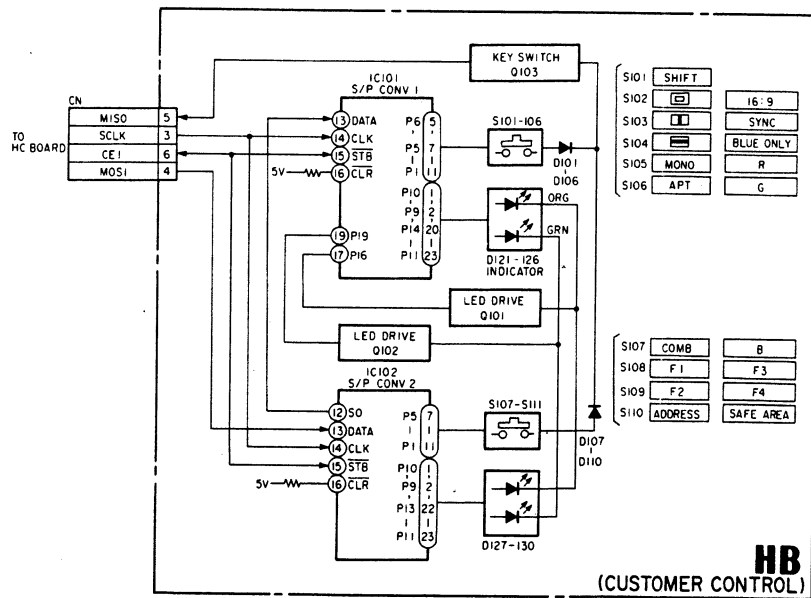 KEY SWITCH
Q103
IC101
S/P CONV 1
CN
MISO 5
SCLK 3
CE1 6
MOSI 4
TO
HC BOARD
13 DATA
14 CLK
15 STB
16 CLR
5V
19 P19
17 P16
P6 5
P5 7
P1 11
P10 1
P9 2
P14 20
P11 23
S101-106
D101
D106
ORG
GRN
D121-126
INDICATOR
LED DRIVE
Q101
LED DRIVE
Q102
S101 SHIFT
S102 16:9
S103 SYNC
S104 BLUE ONLY
S105 MONO R
S106 APT G
IC102
S/P CONV 2
12 SO
13 DATA
14 CLK
15 STB
16 CLR
5V
P5 7
P1 11
P10 1
P9 2
P13 22
P11 23
S107-S111
D107
D110
D127-130
S107 COMB B
S108 F1 F3
S109 F2 F4
S110 ADDRESS SAFE AREA
HB
(CUSTOMER CONTROL)